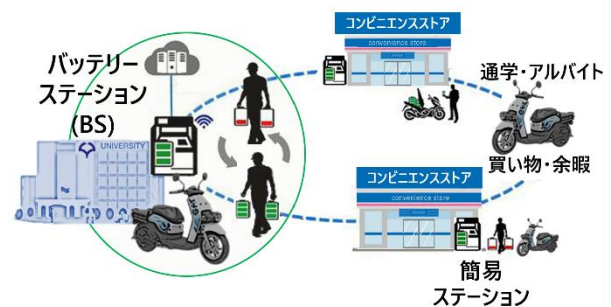 バッテリー
ステーション
(BS)
UNIVERSITY
コンビニエンスストア
convenience store
通学・アルバイト
買い物・余暇
コンビニエンスストア
convenience store
簡易
ステーション